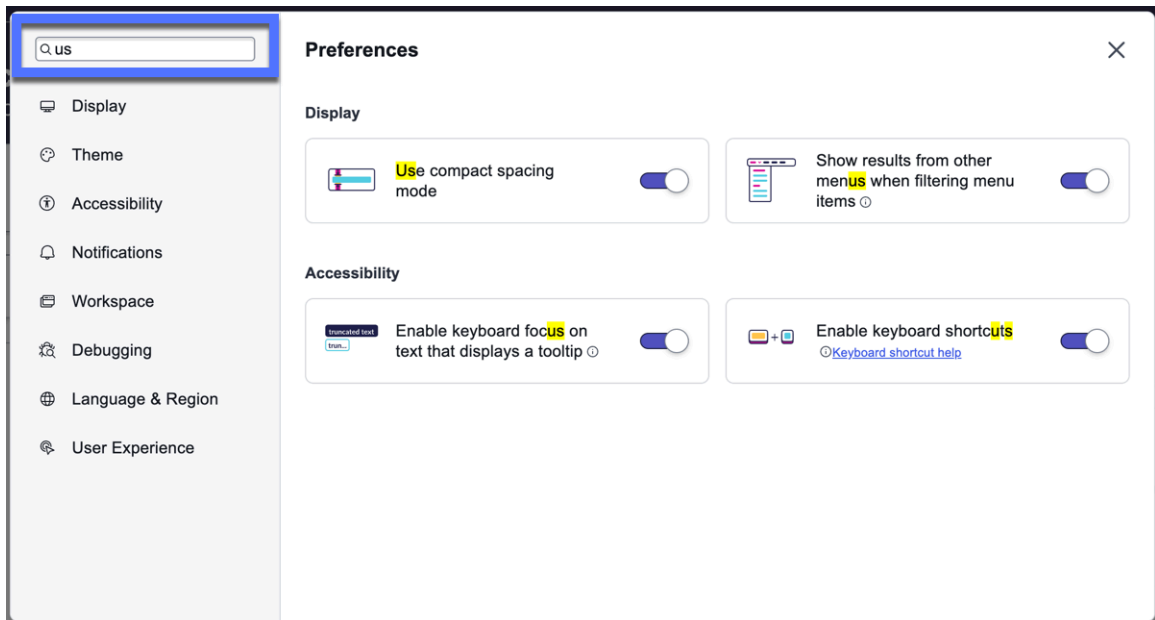 us
Display
Theme
Accessibility
Notifications
Workspace
Debugging
Language & Region
User Experience
Preferences
Display
Use compact spacing
mode
Show results from other
menus when filtering menu
items
Accessibility
truncated text
trun...
Enable keyboard focus on
text that displays a tooltip
Enable keyboard shortcuts
Keyboard shortcut help